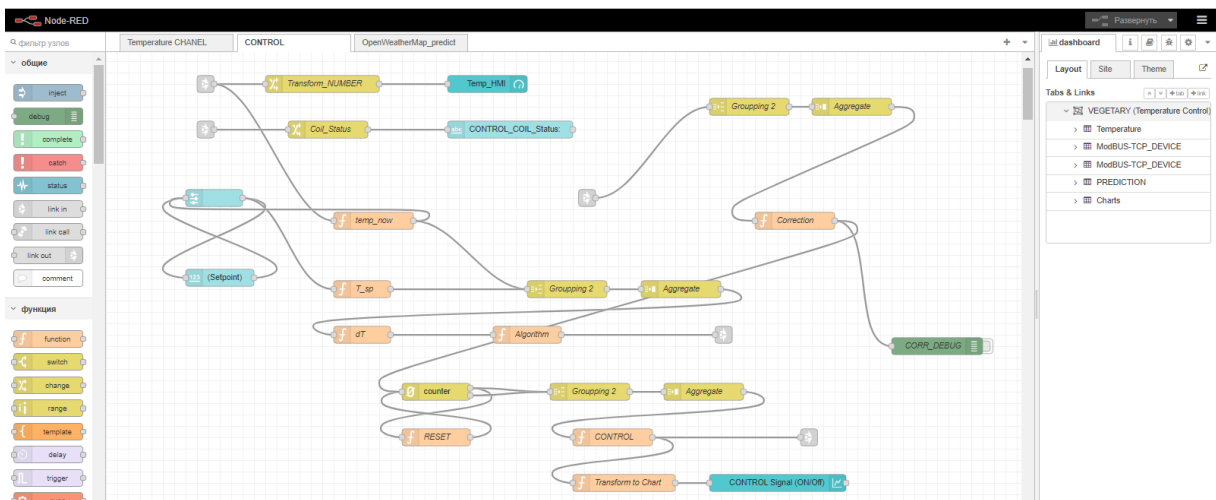 Node-RED
Развернуть
фильтр узлов
Temperature CHANEL
CONTROL
OpenWeatherMap_predict
dashboard
общие
inject
debug
complete
catch
status
link in
link call
link out
comment
функция
function
switch
change
range
template
delay
trigger
Transform_NUMBER
Temp_HMI
Coil_Status
CONTROL_COIL_Status:
Groupping 2
Aggregate
temp_now
Correction
(Setpoint)
T_sp
Groupping 2
Aggregate
dT
Algorithm
CORR_DEBUG
counter
Groupping 2
Aggregate
RESET
CONTROL
Transform to Chart
CONTROL Signal (ON/Off)
Layout
Site
Theme
Tabs & Links
+tab
+link
VEGETARY (Temperature Control)
Temperature
ModBUS-TCP_DEVICE
ModBUS-TCP_DEVICE
PREDICTION
Charts